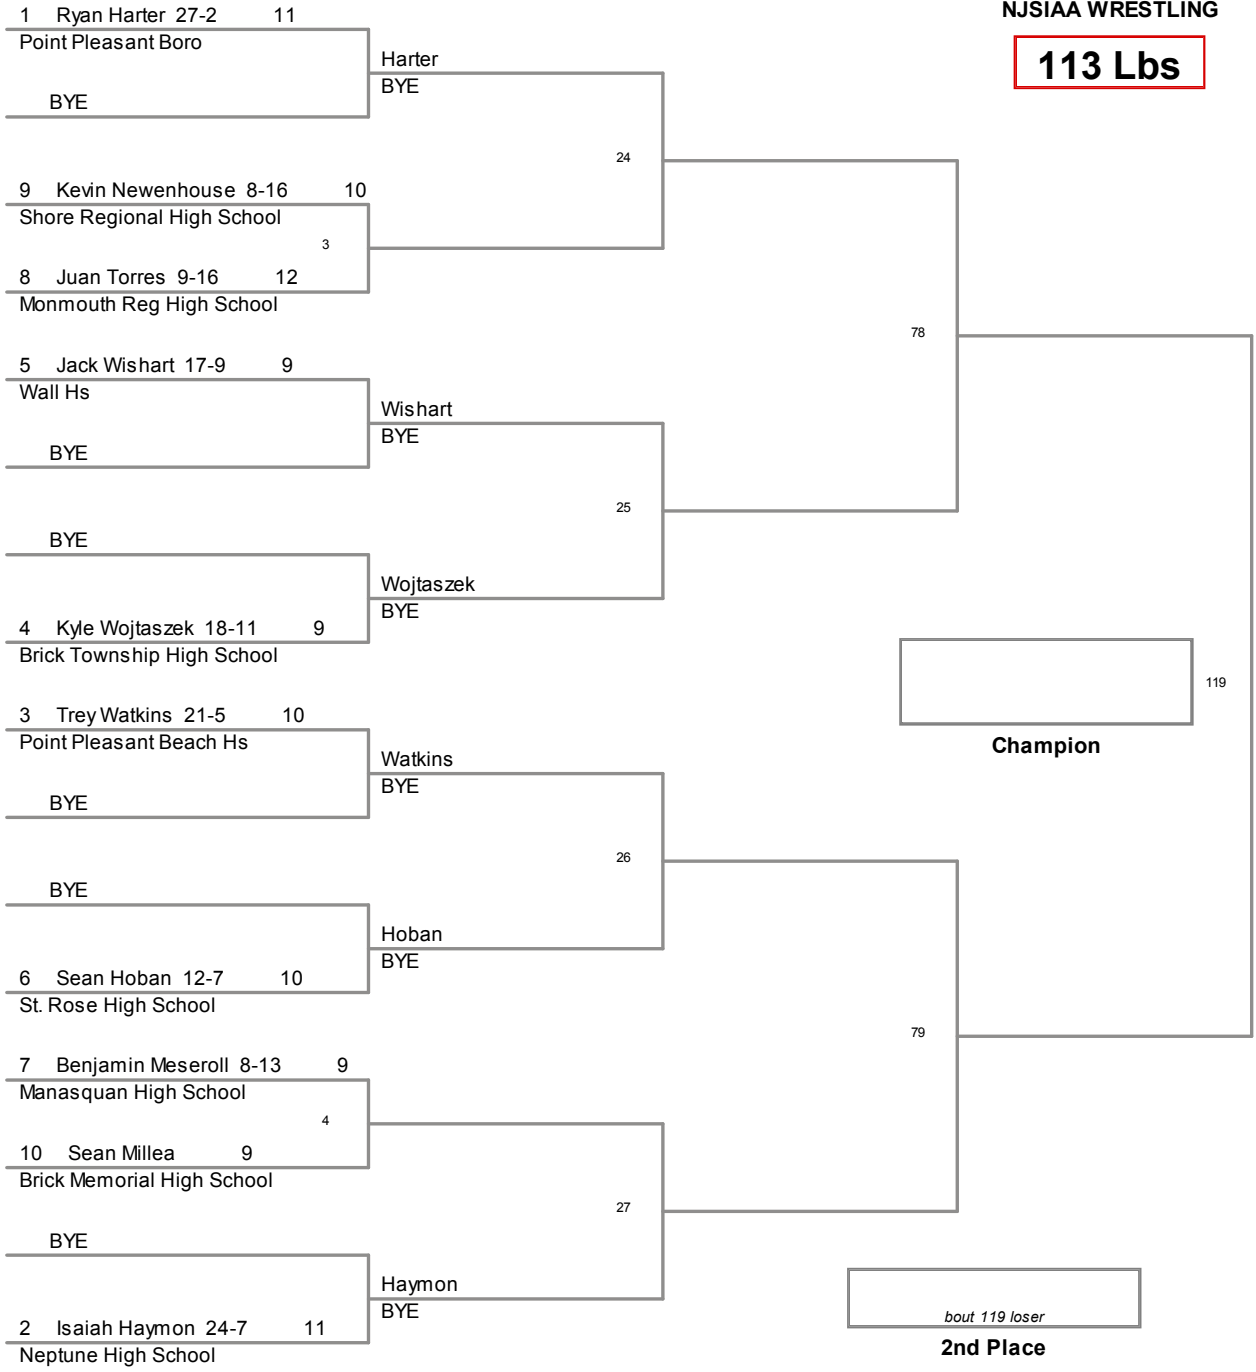 NJSIAA WRESTLING
113 Lbs
1 Ryan Harter 27-2 11
Point Pleasant Boro
Harter
BYE
BYE
24
9 Kevin Newenhouse 8-16 10
Shore Regional High School
3
8 Juan Torres 9-16 12
Monmouth Reg High School
78
5 Jack Wishart 17-9 9
Wall Hs
Wishart
BYE
BYE
25
BYE
Wojtaszek
BYE
4 Kyle Wojtaszek 18-11 9
Brick Township High School
119
Champion
3 Trey Watkins 21-5 10
Point Pleasant Beach Hs
Watkins
BYE
BYE
26
BYE
Hoban
BYE
6 Sean Hoban 12-7 10
St. Rose High School
79
7 Benjamin Meseroll 8-13 9
Manasquan High School
4
10 Sean Millea 9
Brick Memorial High School
27
BYE
Haymon
BYE
2 Isaiah Haymon 24-7 11
Neptune High School
bout 119 loser
2nd Place